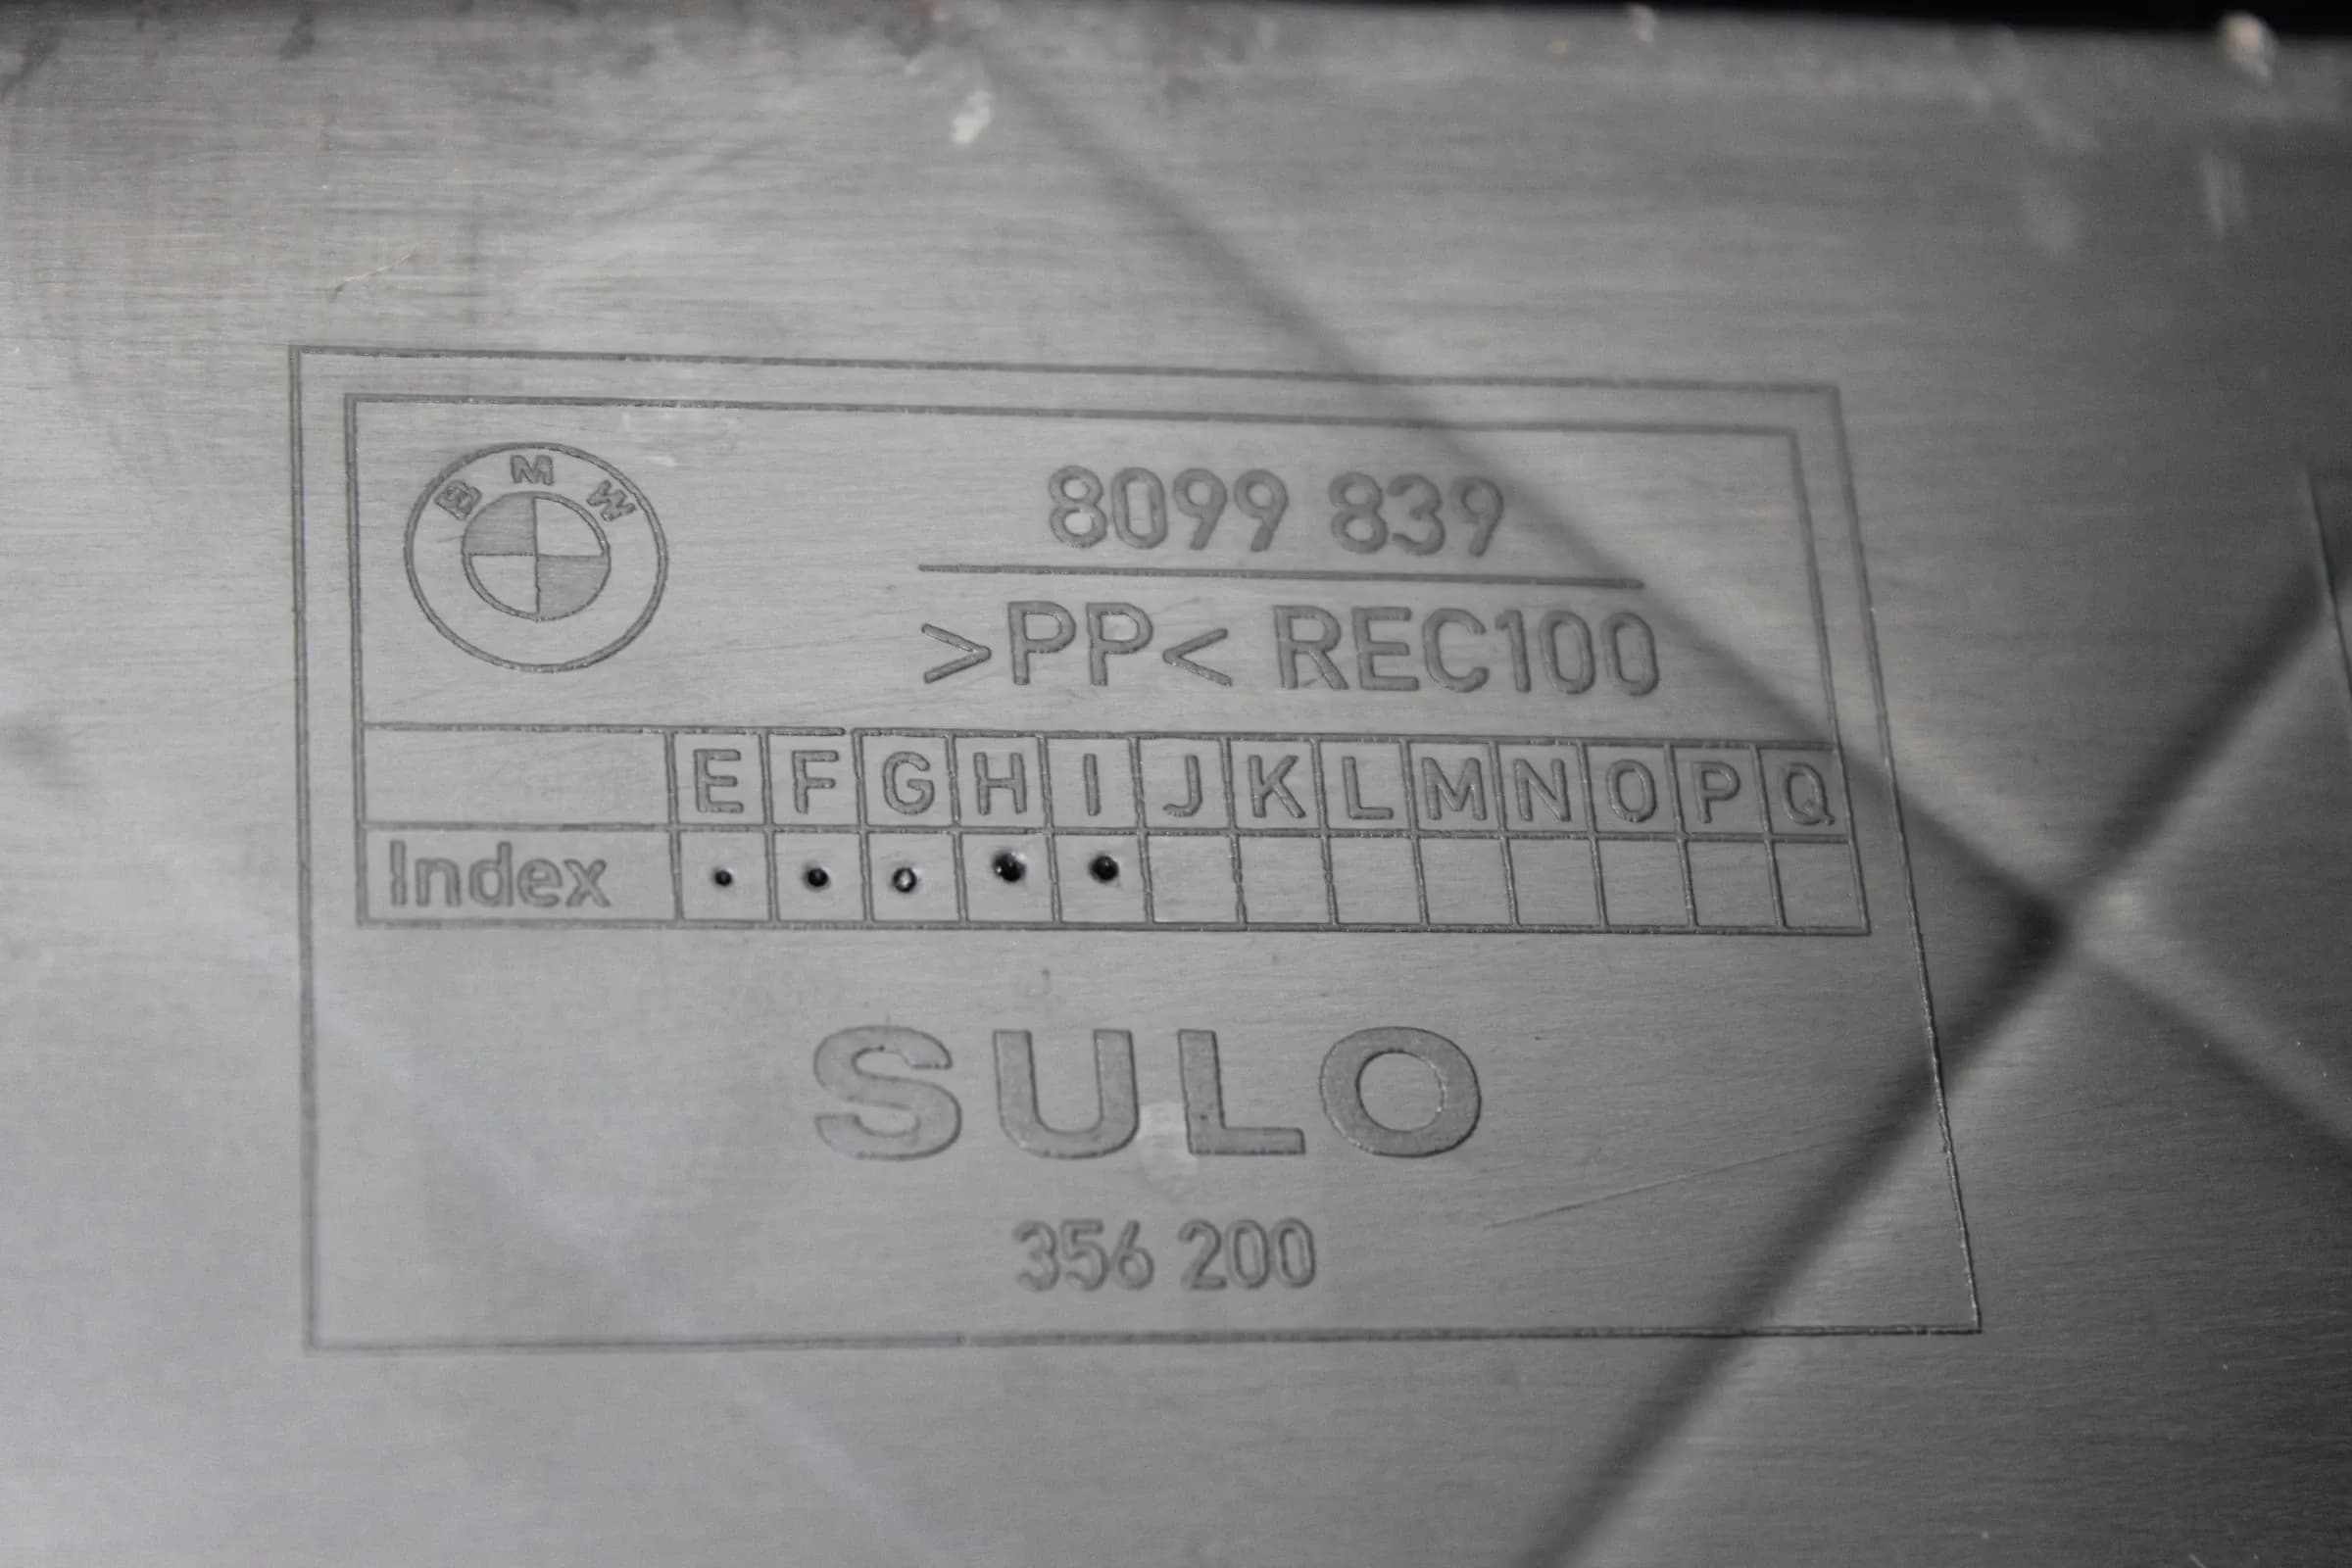 BMW
8099 839
>PP< REC100
E F G H I J K L M N O P Q
Index
SULO
356 200